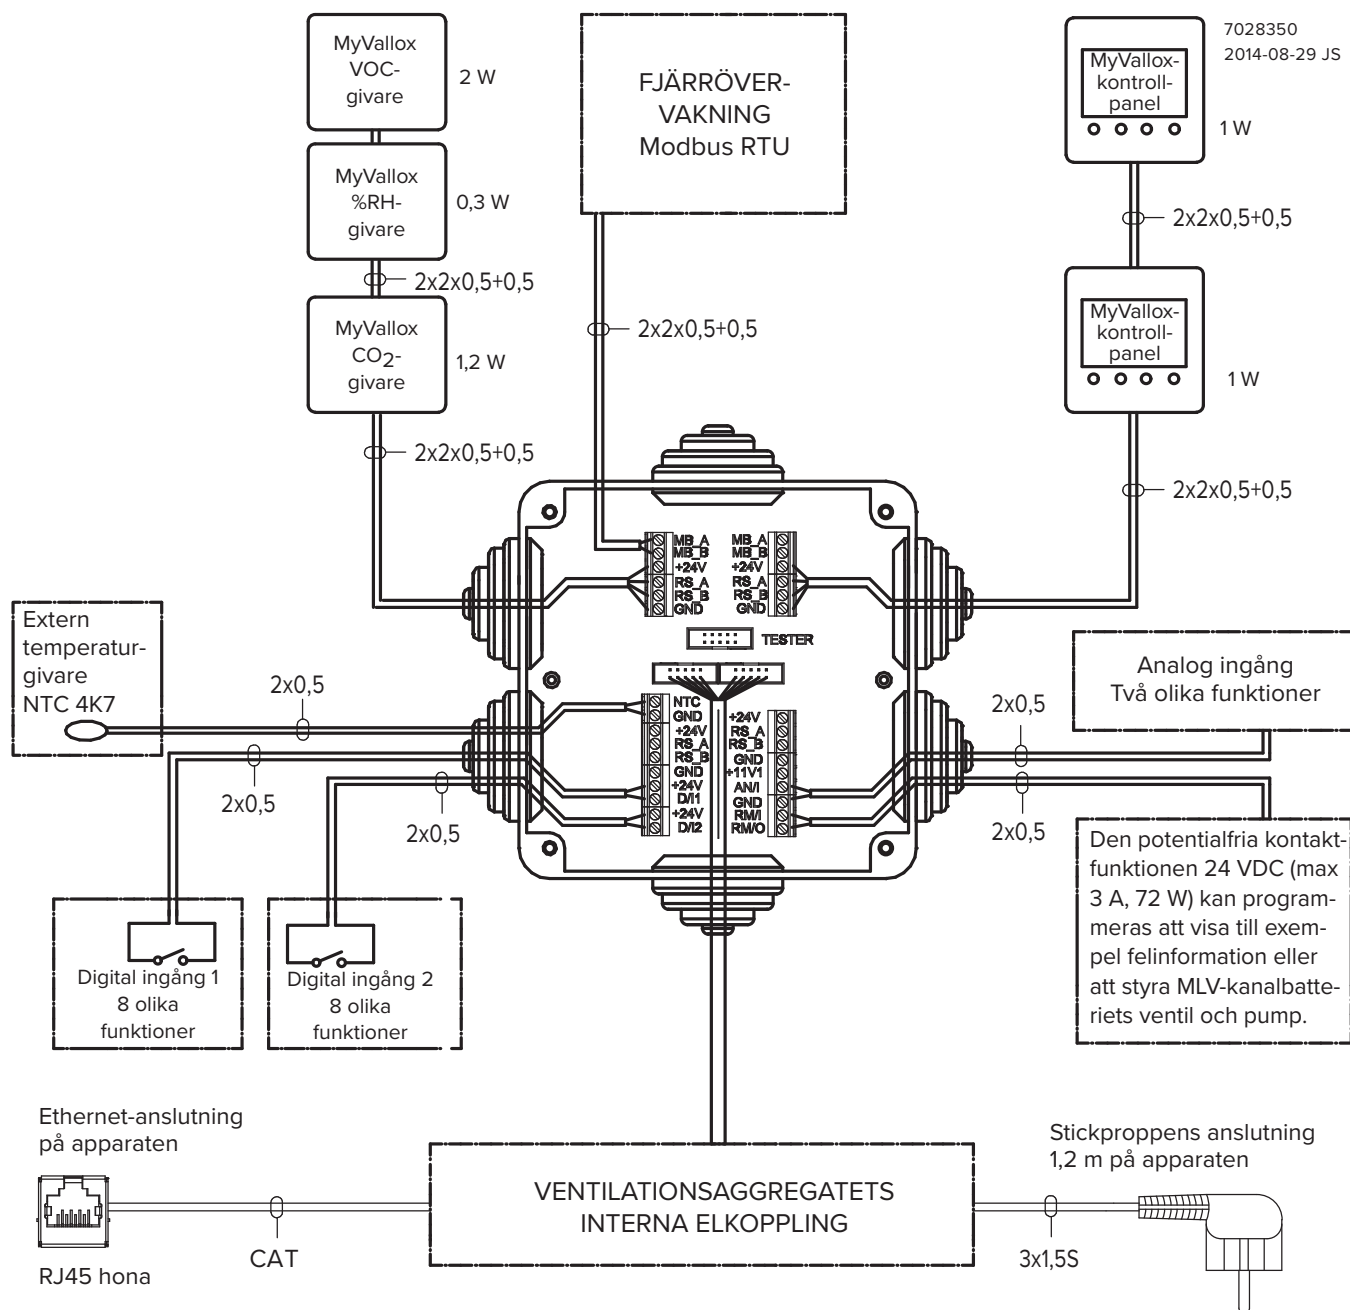 MyVallox
VOC-
givare
2 W
MyVallox
%RH-
givare
0,3 W
2x2x0,5+0,5
MyVallox
CO2-
givare
1,2 W
2x2x0,5+0,5
FJÄRRÖVER-
VAKNING
Modbus RTU
2x2x0,5+0,5
7028350
2014-08-29 JS
MyVallox-
kontroll-
panel
1 W
2x2x0,5+0,5
MyVallox-
kontroll-
panel
1 W
2x2x0,5+0,5
MB_A
MB_B
+24V
RS_A
RS_B
GND
MB_A
MB_B
+24V
RS_A
RS_B
GND
TESTER
NTC
GND
+24V
RS_A
RS_B
GND
+24V
D/I1
+24V
D/I2
+24V
RS_A
RS_B
GND
+11V1
AN/I
GND
RM/I
RM/O
Extern
temperatur-
givare
NTC 4K7
2x0,5
2x0,5
2x0,5
Digital ingång 1
8 olika
funktioner
Digital ingång 2
8 olika
funktioner
Analog ingång
Två olika funktioner
2x0,5
2x0,5
Den potentialfria kontakt-
funktionen 24 VDC (max
3 A, 72 W) kan program-
meras att visa till exem-
pel felinformation eller
att styra MLV-kanalbatte-
riets ventil och pump.
Ethernet-anslutning
på apparaten
RJ45 hona
CAT
VENTILATIONSAGGREGATETS
INTERNA ELKOPPLING
Stickproppens anslutning
1,2 m på apparaten
3x1,5S